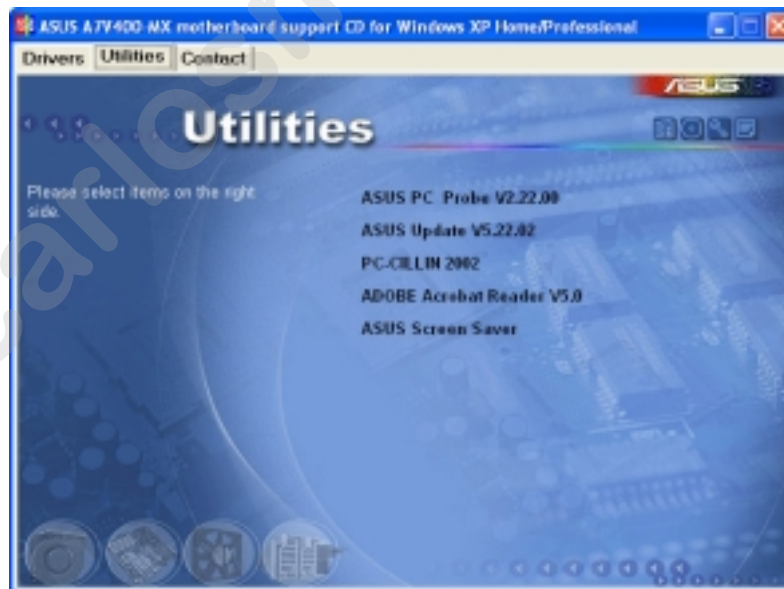 ASUS A7V400-MX motherboard support CD for Windows XP Home/Professional
Drivers Utilities Contact
ASUS
Utilities
Please select items on the right side.
ASUS PC Probe V2.22.00
ASUS Update V5.22.02
PC-CILLIN 2002
ADOBE Acrobat Reader V5.0
ASUS Screen Saver